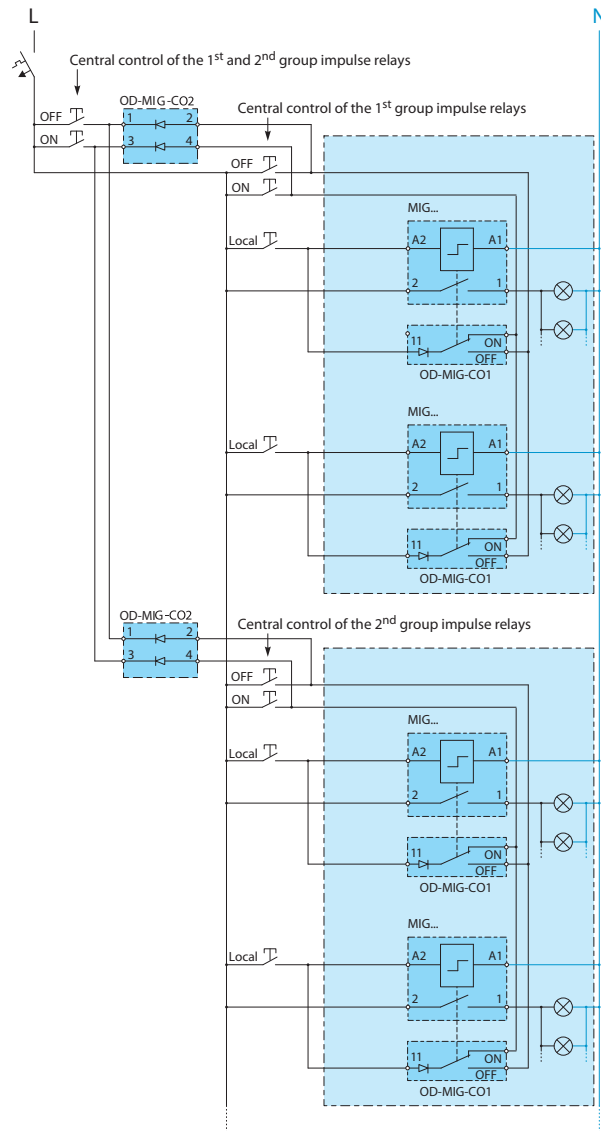 L
N
Central control of the 1st and 2nd group impulse relays
OD-MIG-CO2
Central control of the 1st group impulse relays
OFF
1 2
ON
3 4
OFF
ON
MIG...
Local
A2 A1
2 1
11
ON
OFF
OD-MIG-CO1
MIG...
Local
A2 A1
2 1
11
ON
OFF
OD-MIG-CO1
OD-MIG-CO2
Central control of the 2nd group impulse relays
1 2
3 4
OFF
ON
MIG...
Local
A2 A1
2 1
11
ON
OFF
OD-MIG-CO1
MIG...
Local
A2 A1
2 1
11
ON
OFF
OD-MIG-CO1